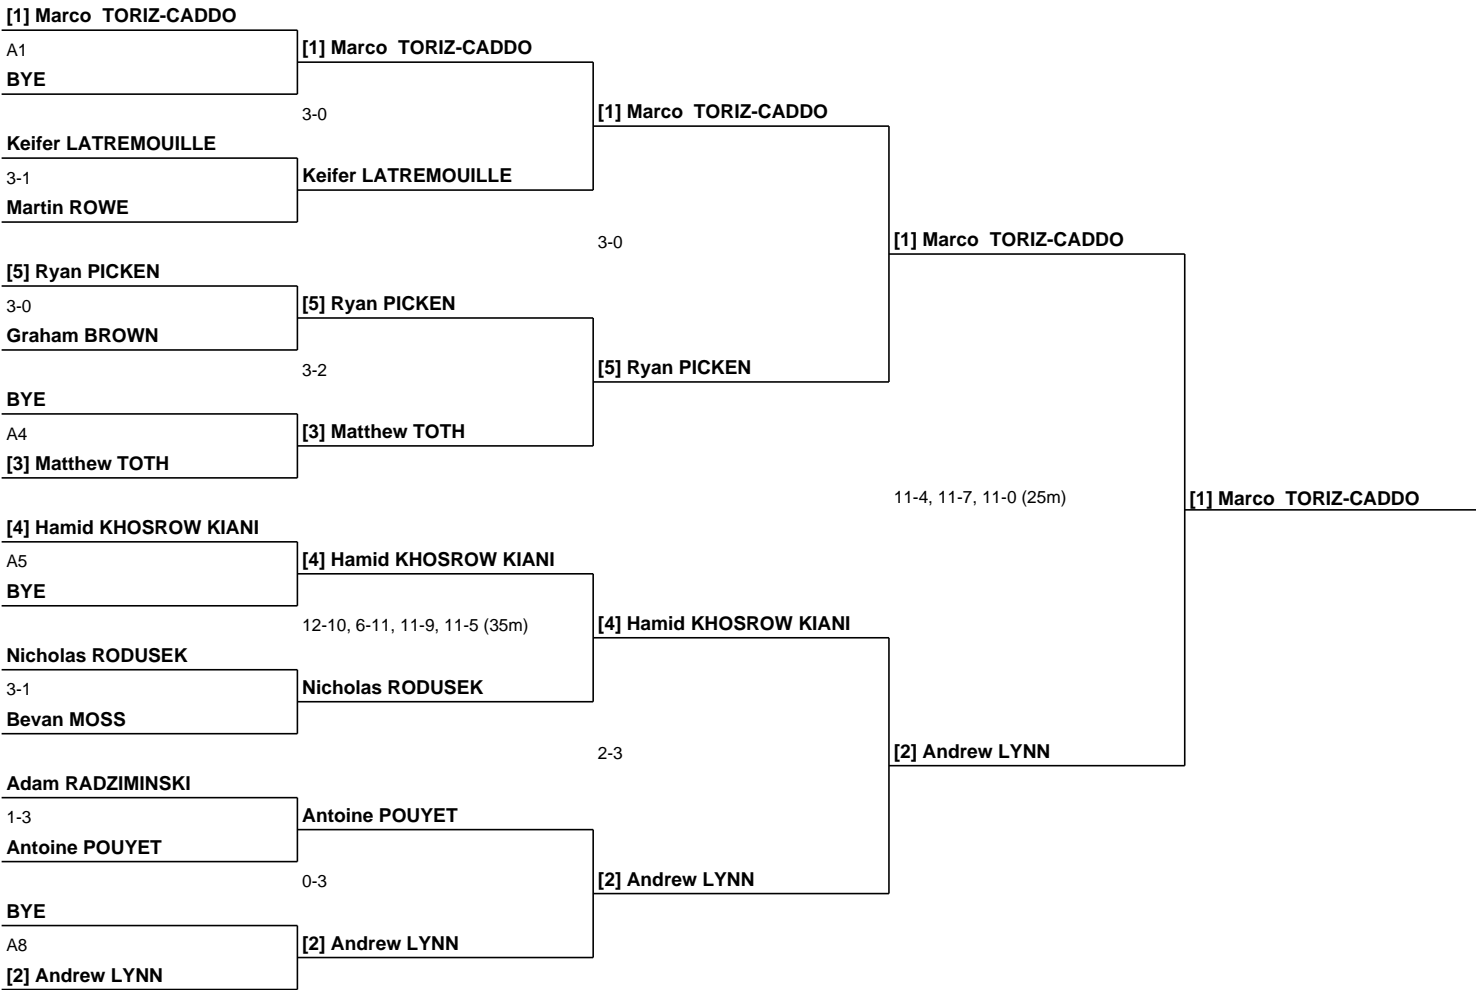 [1] Marco  TORIZ-CADDO
A1
BYE
[1] Marco  TORIZ-CADDO
3-0
Keifer LATREMOUILLE
3-1
Martin ROWE
Keifer LATREMOUILLE
[1] Marco  TORIZ-CADDO
3-0
[5] Ryan PICKEN
3-0
Graham BROWN
[5] Ryan PICKEN
3-2
BYE
A4
[3] Matthew TOTH
[3] Matthew TOTH
[5] Ryan PICKEN
[1] Marco  TORIZ-CADDO
11-4, 11-7, 11-0 (25m)
[1] Marco  TORIZ-CADDO
[4] Hamid KHOSROW KIANI
A5
BYE
[4] Hamid KHOSROW KIANI
12-10, 6-11, 11-9, 11-5 (35m)
Nicholas RODUSEK
3-1
Bevan MOSS
Nicholas RODUSEK
[4] Hamid KHOSROW KIANI
2-3
[2] Andrew LYNN
Adam RADZIMINSKI
1-3
Antoine POUYET
Antoine POUYET
0-3
BYE
A8
[2] Andrew LYNN
[2] Andrew LYNN
[2] Andrew LYNN